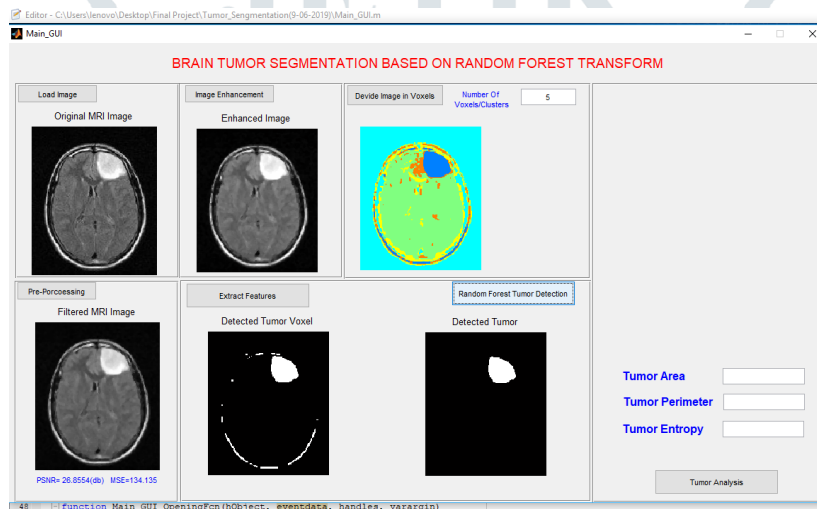 Editor - C:\Users\lenovo\Desktop\Final Project\Tumor_Sengmentation(9-06-2019)\Main_GUI.m
Main_GUI
BRAIN TUMOR SEGMENTATION BASED ON RANDOM FOREST TRANSFORM
Load Image
Original MRI Image
Image Enhancement
Enhanced Image
Devide Image in Voxels
Number Of
Voxels/Clusters
5
Pre-Porcoessing
Filtered MRI Image
PSNR= 26.8554(db) MSE=134.135
Extract Features
Random Forest Tumor Detection
Detected Tumor Voxel
Detected Tumor
Tumor Area
Tumor Perimeter
Tumor Entropy
Tumor Analysis
48 function Main_GUI_OpeningFcn(hObject, eventdata, handles, varargin)